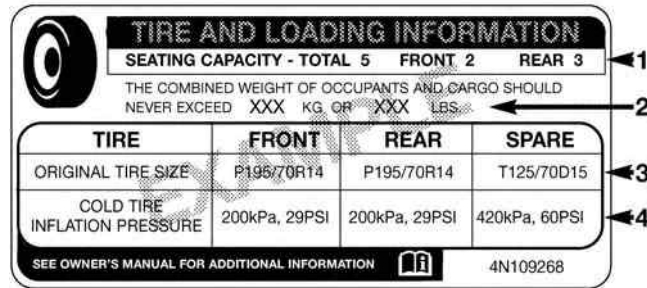 TIRE AND LOADING INFORMATION
SEATING CAPACITY - TOTAL 5 FRONT 2 REAR 3
1
THE COMBINED WEIGHT OF OCCUPANTS AND CARGO SHOULD
NEVER EXCEED XXX KG OR XXX LBS.
2
TIRE FRONT REAR SPARE
ORIGINAL TIRE SIZE P195/70R14 P195/70R14 T125/70D15
3
COLD TIRE
INFLATION PRESSURE 200kPa, 29PSI 200kPa, 29PSI 420kPa, 60PSI
4
SEE OWNER'S MANUAL FOR ADDITIONAL INFORMATION i 4N109268
EXAMPLE